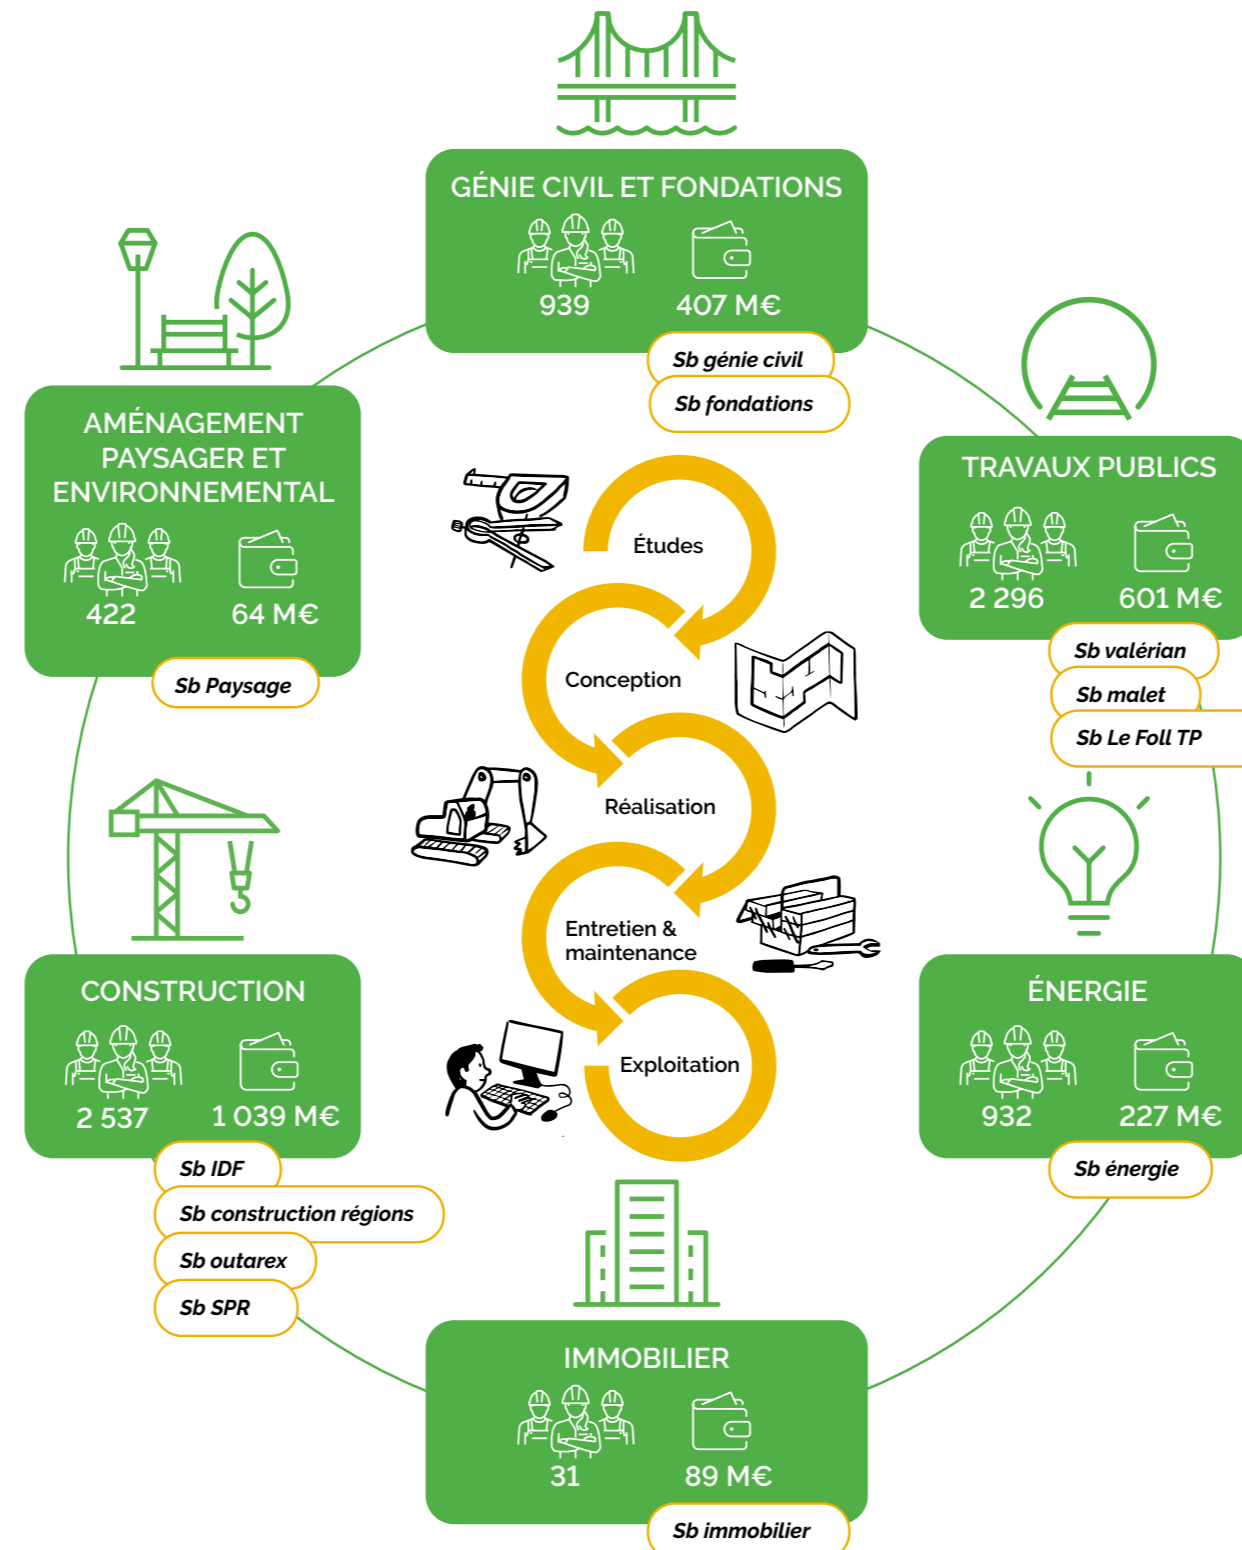 GÉNIE CIVIL ET FONDATIONS
939
407 M€
Sb génie civil
Sb fondations
AMÉNAGEMENT
PAYSAGER ET
ENVIRONNEMENTAL
422
64 M€
Sb Paysage
TRAVAUX PUBLICS
2 296
601 M€
Sb valérian
Sb malet
Sb Le Foll TP
Études
Conception
Réalisation
Entretien &
maintenance
Exploitation
CONSTRUCTION
2 537
1 039 M€
Sb IDF
Sb construction régions
Sb outarex
Sb SPR
ÉNERGIE
932
227 M€
Sb énergie
IMMOBILIER
31
89 M€
Sb immobilier